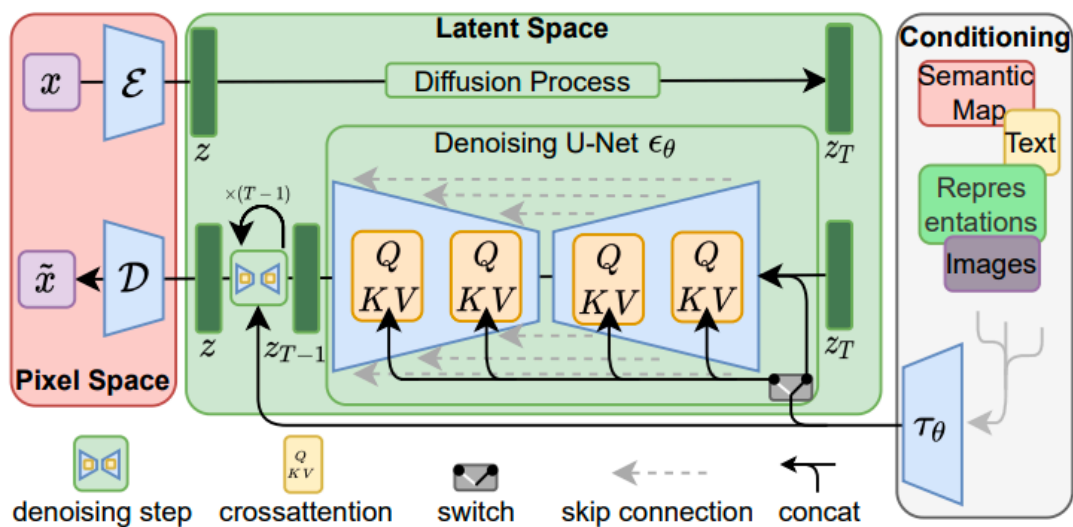 Latent Space
Conditioning
x
ℰ
Diffusion Process
Semantic
Map
Text
z
z_T
Denoising U-Net ϵ_θ
Repres
entations
×(T−1)
Images
x̃
𝒟
Q
KV
Q
KV
Q
KV
Q
KV
z
z_{T−1}
z_T
Pixel Space
τ_θ
Q
KV
denoising step
crossattention
switch
skip connection
concat